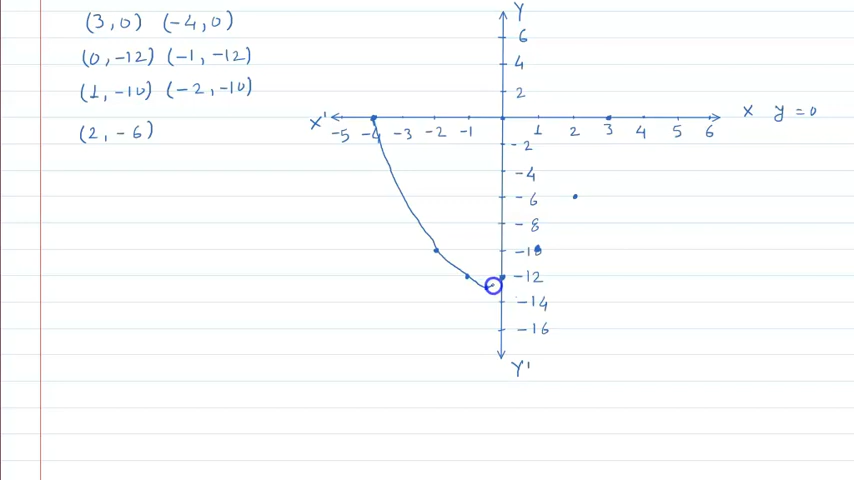 (3, 0) (-4, 0)
(0, -12) (-1, -12)
(1, -10) (-2, -10)
(2, -6)
Y
6
4
2
X' -5 -4 -3 -2 -1 1 2 3 4 5 6 X y = 0
-2
-4
-6
-8
-10
-12
-14
-16
Y'